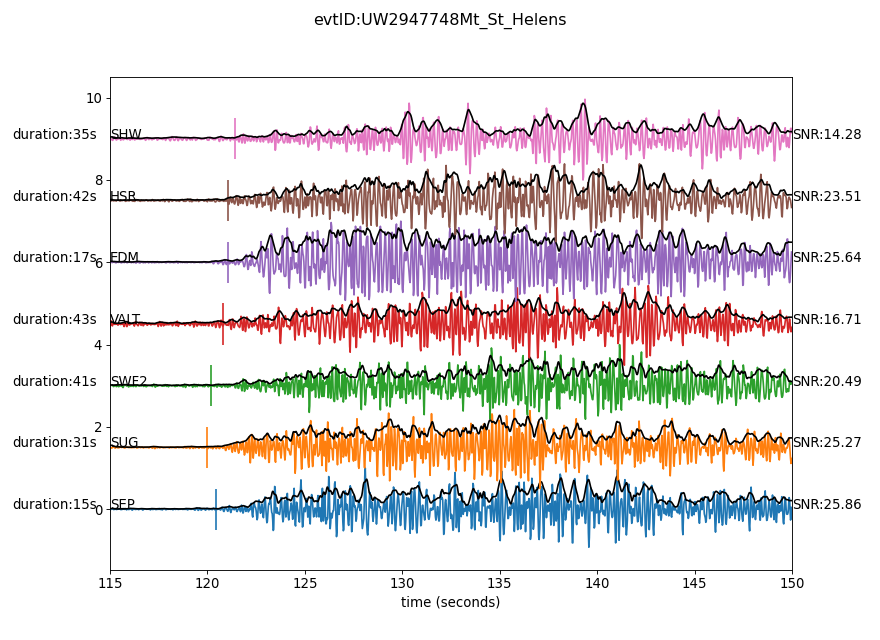 evtID:UW2947748Mt_St_Helens
10
duration:35s SHW SNR:14.28
8
duration:42s HSR SNR:23.51
duration:17s EDM SNR:25.64
6
duration:43s VALT SNR:16.71
4
duration:41s SWF2 SNR:20.49
2
duration:31s SUG SNR:25.27
duration:15s SEP SNR:25.86
0
115 120 125 130 135 140 145 150
time (seconds)